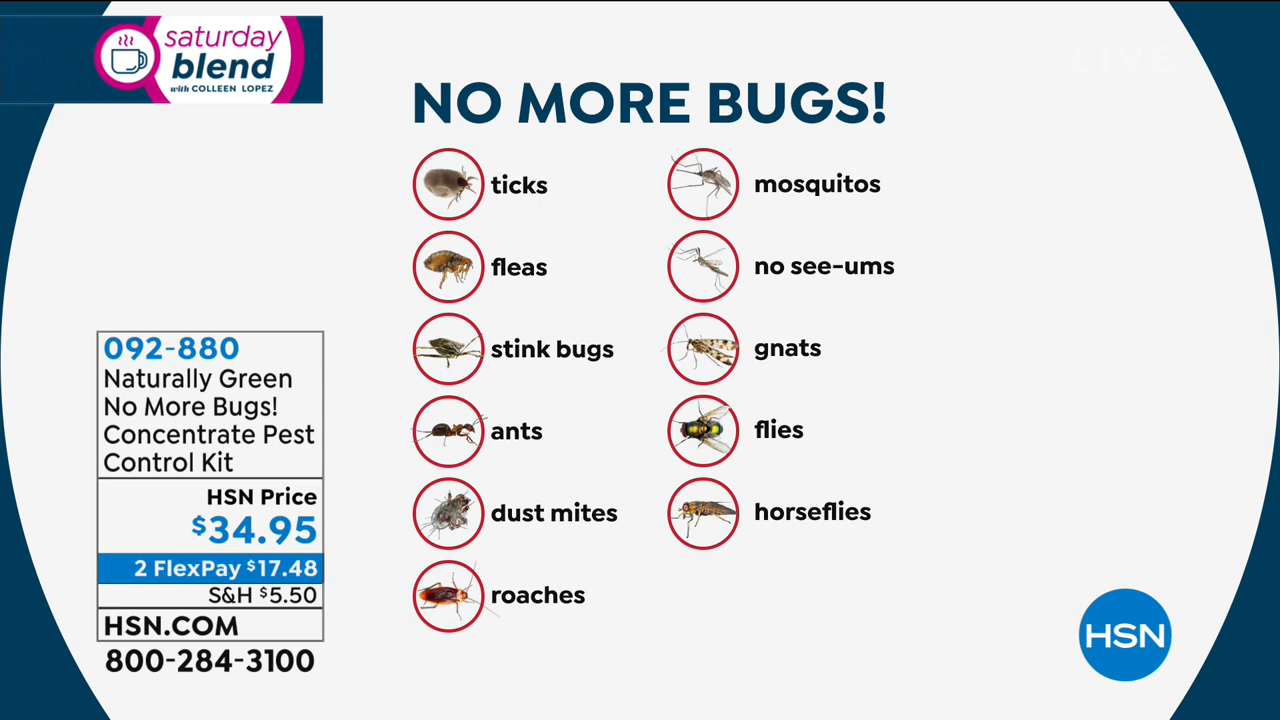 saturday
blend
with COLLEEN LOPEZ
LIVE
NO MORE BUGS!
ticks
mosquitos
fleas
no see-ums
stink bugs
gnats
ants
flies
dust mites
horseflies
roaches
092-880
Naturally Green
No More Bugs!
Concentrate Pest
Control Kit
HSN Price
$34.95
2 FlexPay $17.48
S&H $5.50
HSN.COM
800-284-3100
HSN